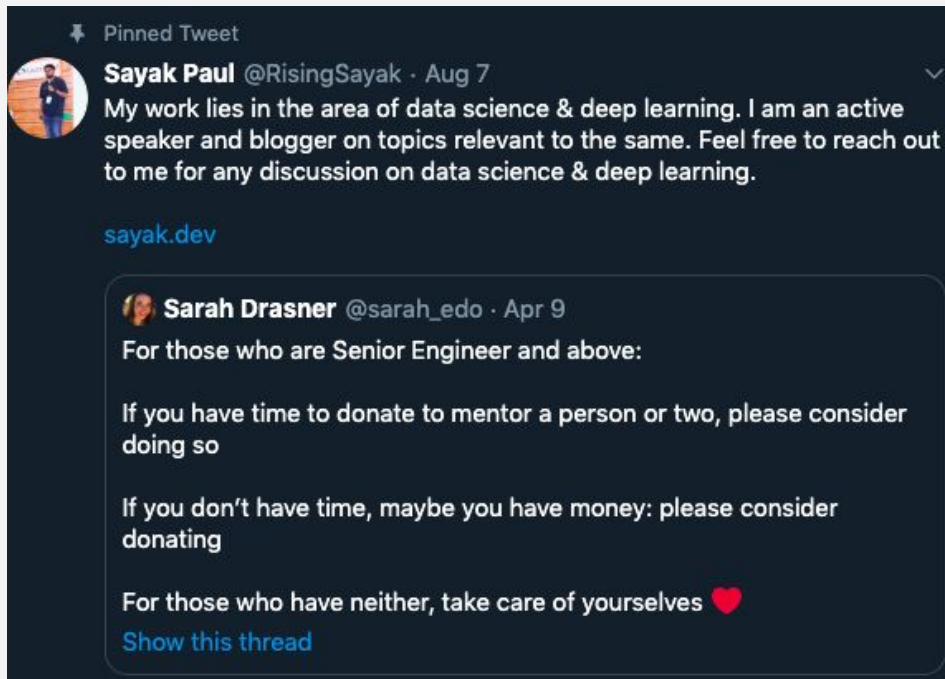 Pinned Tweet
Sayak Paul @RisingSayak · Aug 7
My work lies in the area of data science & deep learning. I am an active
speaker and blogger on topics relevant to the same. Feel free to reach out
to me for any discussion on data science & deep learning.
sayak.dev
Sarah Drasner @sarah_edo · Apr 9
For those who are Senior Engineer and above:
If you have time to donate to mentor a person or two, please consider
doing so
If you don’t have time, maybe you have money: please consider
donating
For those who have neither, take care of yourselves ❤️
Show this thread